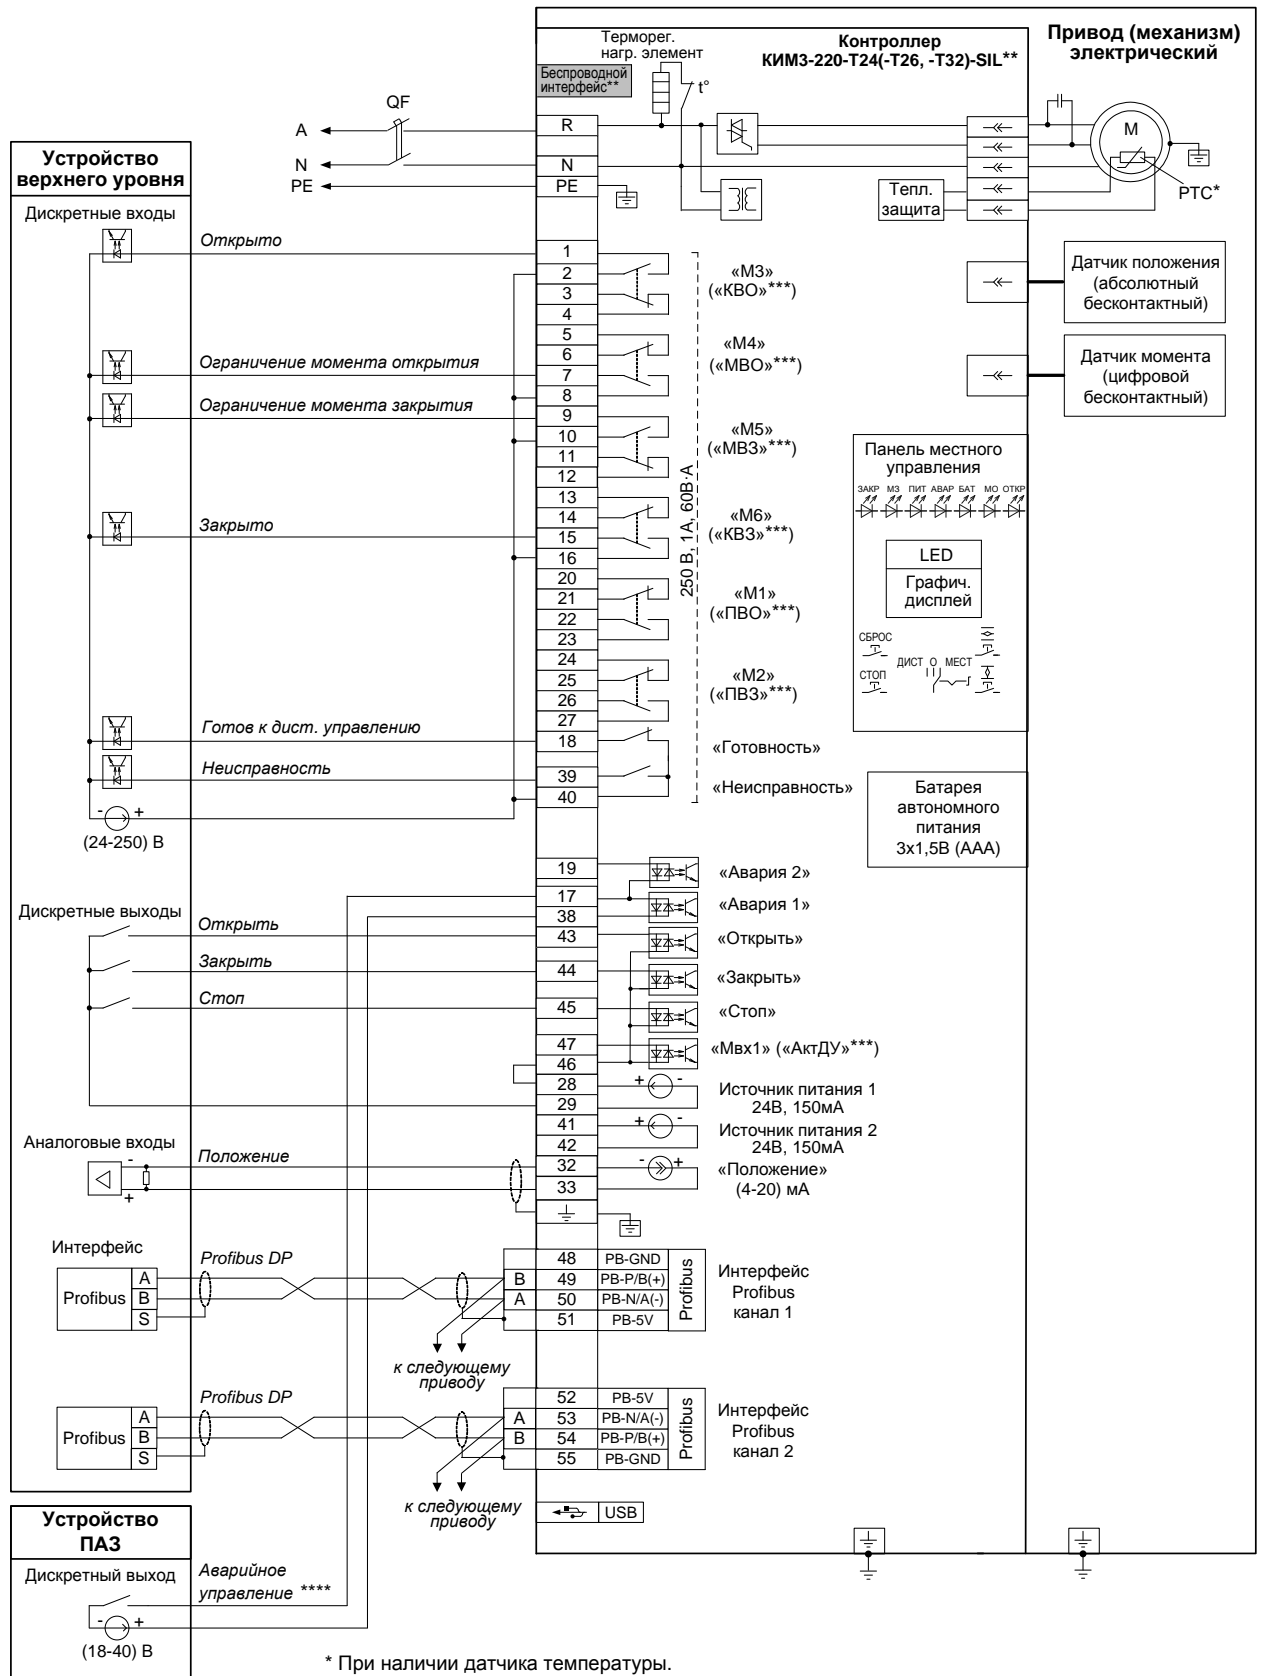 Привод (механизм)
электрический
Контроллер
КИМ3-220-Т24(-Т26, -Т32)-SIL**
Терморег.
нагр. элемент
t°
Беспроводной
интерфейс**
QF
A
N
PE
R
N
PE
Тепл.
защита
M
PTC*
Устройство
верхнего уровня
Дискретные входы
Открыто
Ограничение момента открытия
Ограничение момента закрытия
Закрыто
Готов к дист. управлению
Неисправность
- +
(24-250) В
1
2
3
4
5
6
7
8
9
10
11
12
13
14
15
16
20
21
22
23
24
25
26
27
18
39
40
«М3»
(«КВО»***)
«М4»
(«МВО»***)
«М5»
(«МВЗ»***)
«М6»
(«КВЗ»***)
«М1»
(«ПВО»***)
«М2»
(«ПВЗ»***)
«Готовность»
«Неисправность»
250 В, 1А, 60В·А
Датчик положения
(абсолютный
бесконтактный)
Датчик момента
(цифровой
бесконтактный)
Панель местного
управления
ЗАКР МЗ ПИТ АВАР БАТ МО ОТКР
LED
Графич.
дисплей
СБРОС
СТОП
ДИСТ О МЕСТ
Батарея
автономного
питания
3х1,5В (ААА)
Дискретные выходы
Открыть
Закрыть
Стоп
19
17
38
43
44
45
47
46
28
29
41
42
32
33
«Авария 2»
«Авария 1»
«Открыть»
«Закрыть»
«Стоп»
«Мвх1» («АктДУ»***)
+ -
Источник питания 1
24В, 150мА
+ -
Источник питания 2
24В, 150мА
- +
«Положение»
(4-20) мА
Аналоговые входы
-
+
Положение
Интерфейс
Profibus
A
B
S
Profibus DP
B
A
48 PB-GND
49 PB-P/B(+)
50 PB-N/A(-)
51 PB-5V
Profibus
Интерфейс
Profibus
канал 1
к следующему
приводу
Profibus
A
B
S
Profibus DP
A
B
52 PB-5V
53 PB-N/A(-)
54 PB-P/B(+)
55 PB-GND
Profibus
Интерфейс
Profibus
канал 2
к следующему
приводу
USB
Устройство
ПАЗ
Дискретный выход
Аварийное
управление ****
- +
(18-40) В
* При наличии датчика температуры.